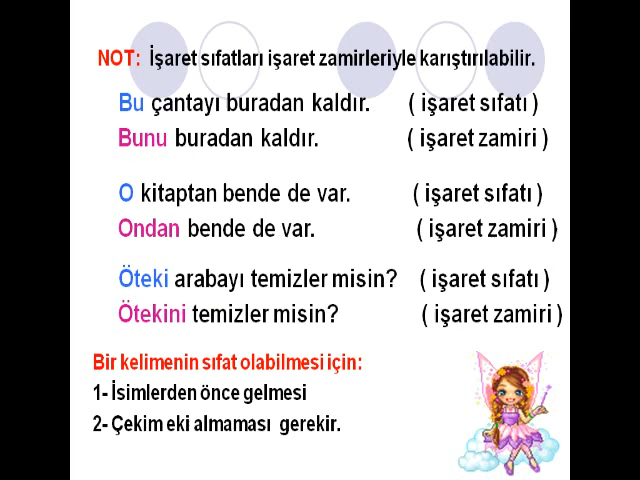 NOT: İşaret sıfatları işaret zamirleriyle karıştırılabilir.
Bu çantayı buradan kaldır. ( işaret sıfatı )
Bunu buradan kaldır. ( işaret zamiri )
O kitaptan bende de var. ( işaret sıfatı )
Ondan bende de var. ( işaret zamiri )
Öteki arabayı temizler misin? ( işaret sıfatı )
Ötekini temizler misin? ( işaret zamiri )
Bir kelimenin sıfat olabilmesi için:
1- İsimlerden önce gelmesi
2- Çekim eki almaması gerekir.